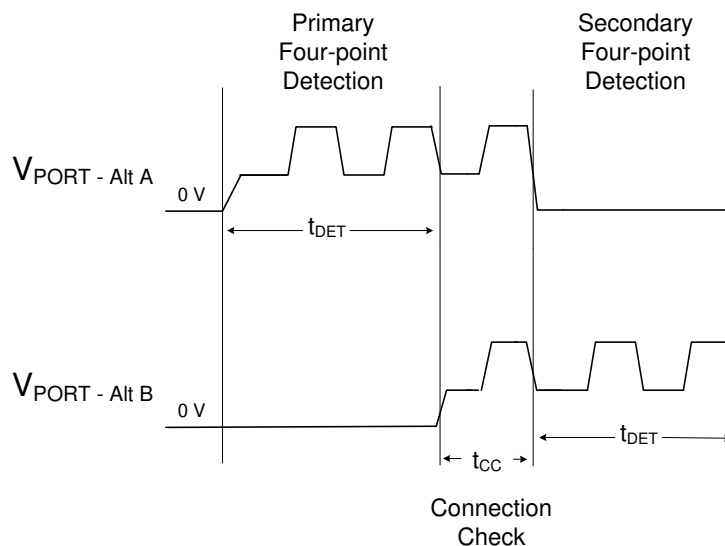 Primary
Four-point
Detection
Secondary
Four-point
Detection
VPORT - Alt A
0 V
tDET
VPORT - Alt B
0 V
tDET
tCC
Connection
Check